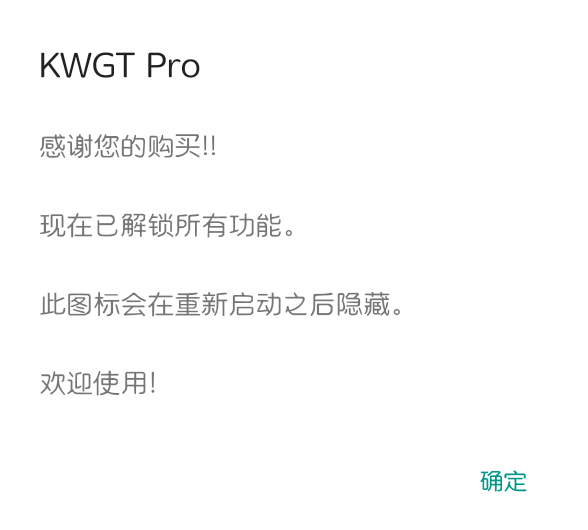 KWGT Pro
感谢您的购买!!
现在已解锁所有功能。
此图标会在重新启动之后隐藏。
欢迎使用!
确定